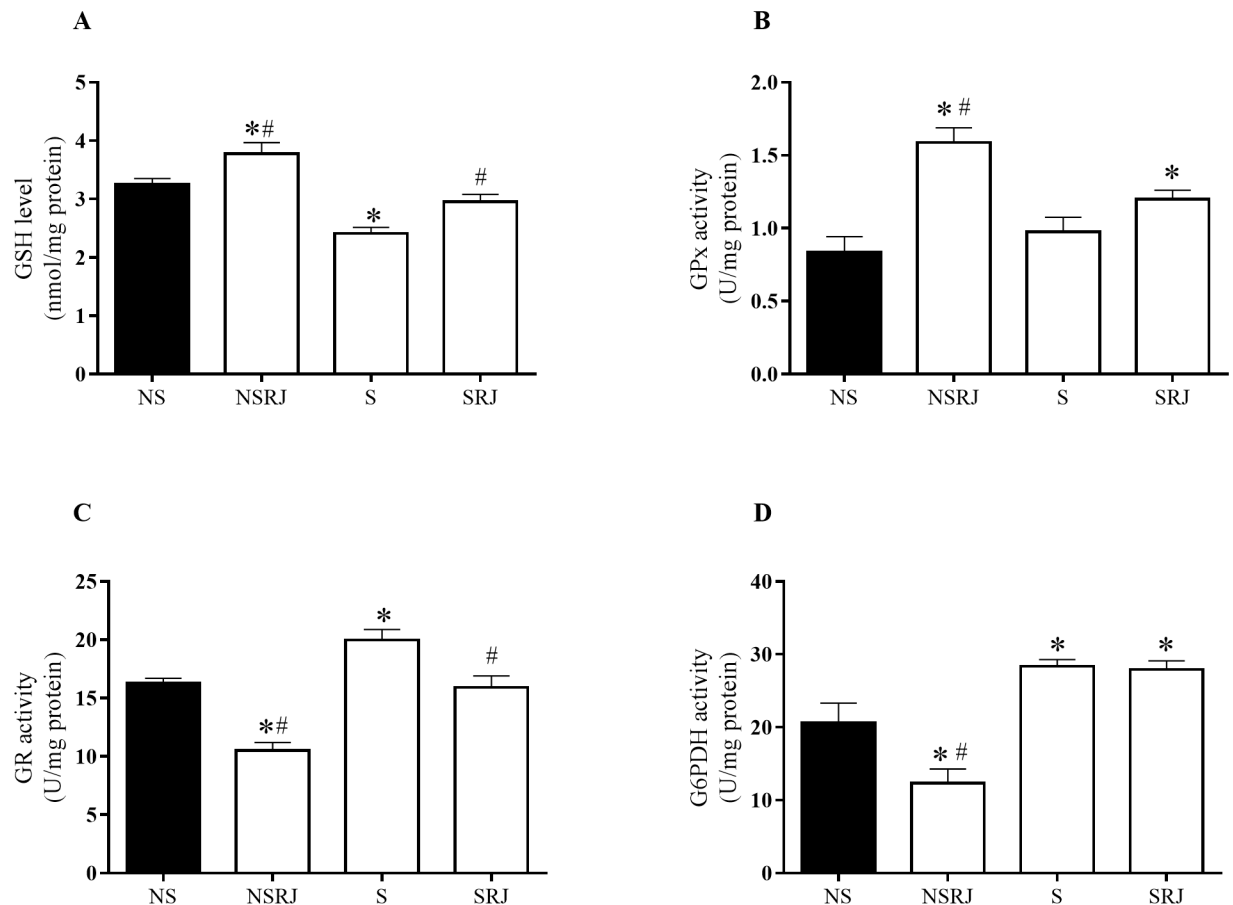 A
GSH level
(nmol/mg protein)
5
4
3
2
1
0
*#
*
#
NS NSRJ S SRJ
B
GPx activity
(U/mg protein)
2.0
1.5
1.0
0.5
0.0
* #
*
NS NSRJ S SRJ
C
GR activity
(U/mg protein)
25
20
15
10
5
0
*#
*
#
NS NSRJ S SRJ
D
G6PDH activity
(U/mg protein)
40
30
20
10
0
* #
*
*
NS NSRJ S SRJ